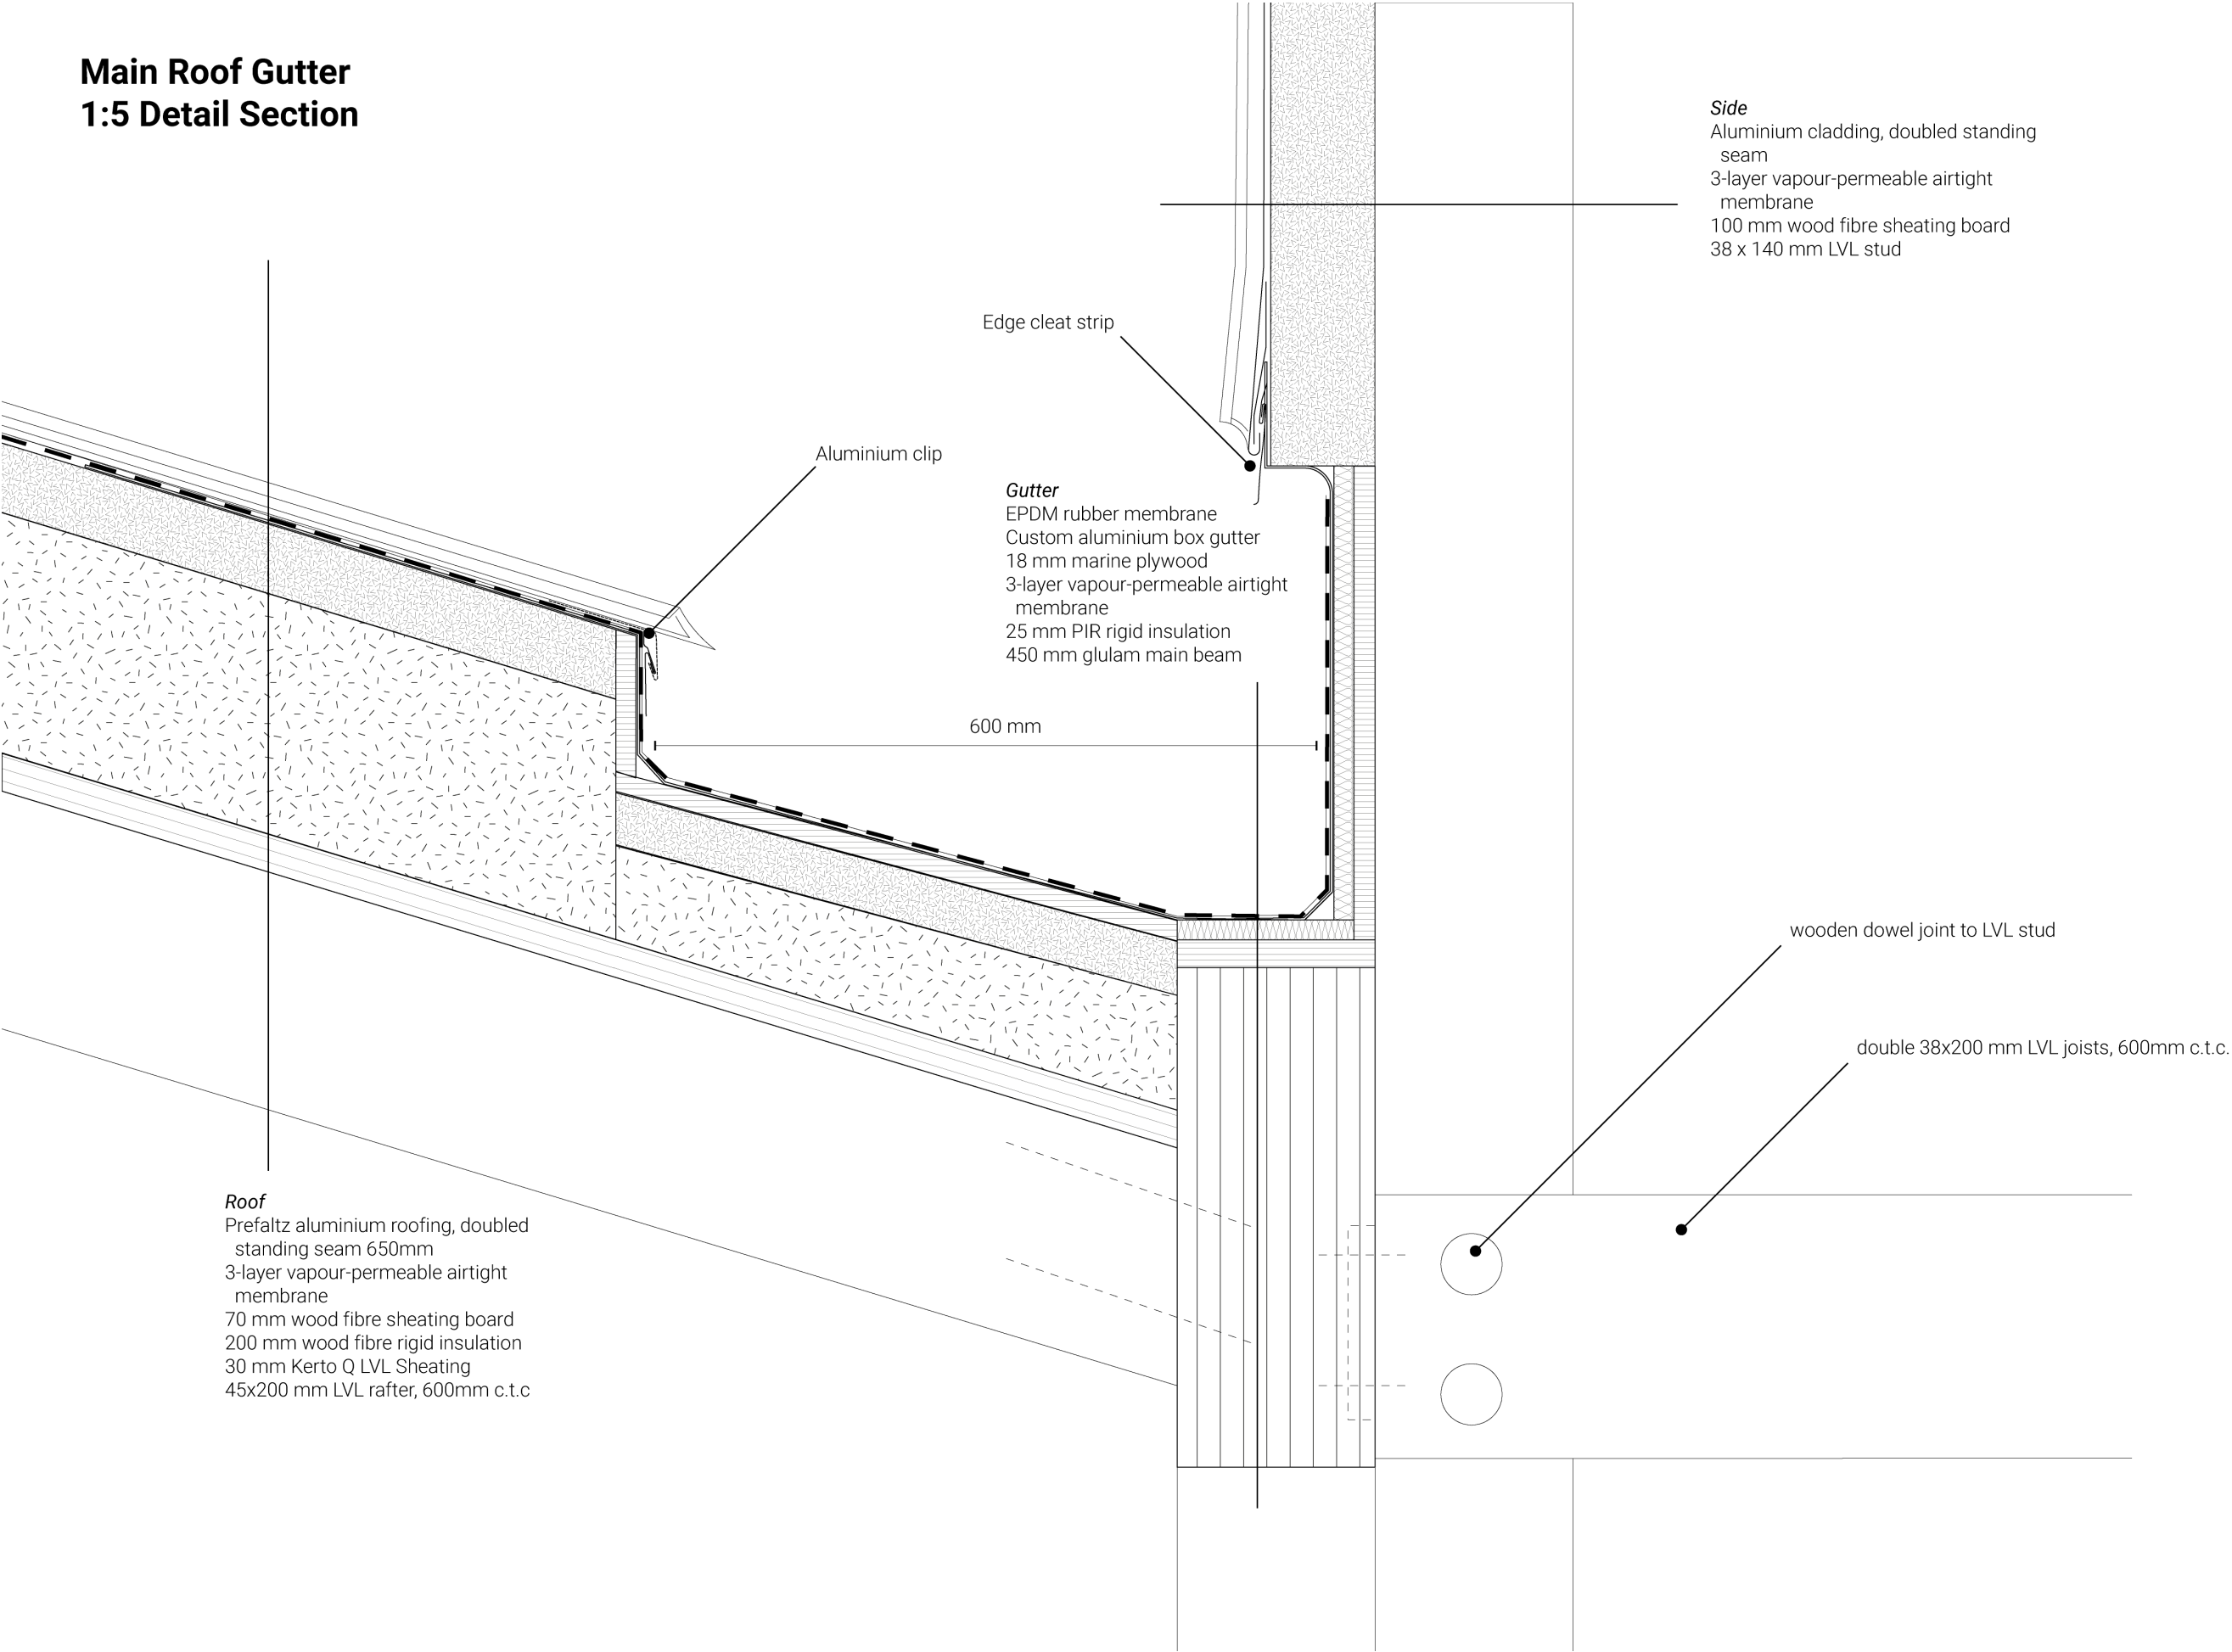 Main Roof Gutter
1:5 Detail Section
Side
Aluminium cladding, doubled standing
seam
3-layer vapour-permeable airtight
membrane
100 mm wood fibre sheating board
38 x 140 mm LVL stud
Edge cleat strip
Aluminium clip
Gutter
EPDM rubber membrane
Custom aluminium box gutter
18 mm marine plywood
3-layer vapour-permeable airtight
membrane
25 mm PIR rigid insulation
450 mm glulam main beam
600 mm
wooden dowel joint to LVL stud
double 38x200 mm LVL joists, 600mm c.t.c.
Roof
Prefaltz aluminium roofing, doubled
standing seam 650mm
3-layer vapour-permeable airtight
membrane
70 mm wood fibre sheating board
200 mm wood fibre rigid insulation
30 mm Kerto Q LVL Sheating
45x200 mm LVL rafter, 600mm c.t.c